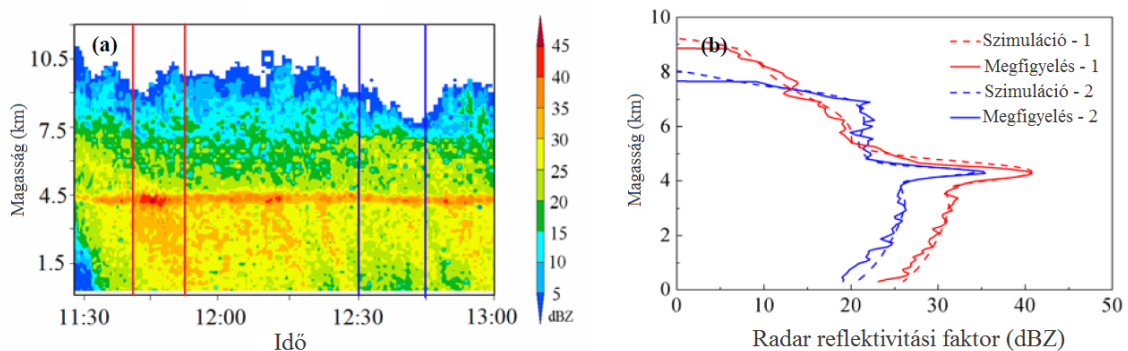 (a)
Magasság (km)
10.5
7.5
4.5
1.5
11:30
12:00
12:30
13:00
Idő
45
40
35
30
25
20
15
10
5
dBZ
(b)
Magasság (km)
10
8
6
4
2
0
0
10
20
30
40
50
Radar reflektivitási faktor (dBZ)
Szimuláció - 1
Megfigyelés - 1
Szimuláció - 2
Megfigyelés - 2